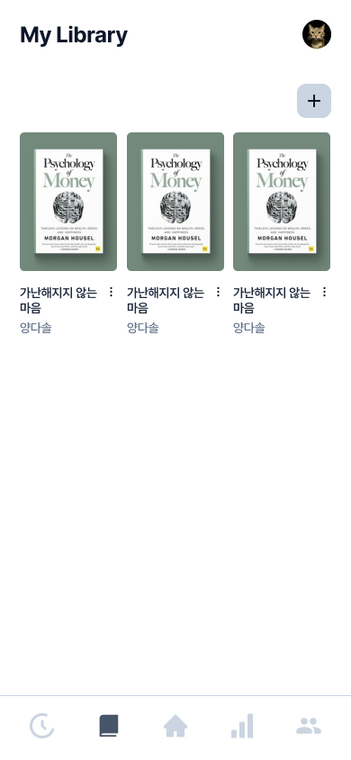 My Library
The
Psychology
of
Money
MORGAN HOUSEL
The
Psychology
of
Money
MORGAN HOUSEL
The
Psychology
of
Money
MORGAN HOUSEL
가난해지지 않는
마음
양다솔
가난해지지 않는
마음
양다솔
가난해지지 않는
마음
양다솔